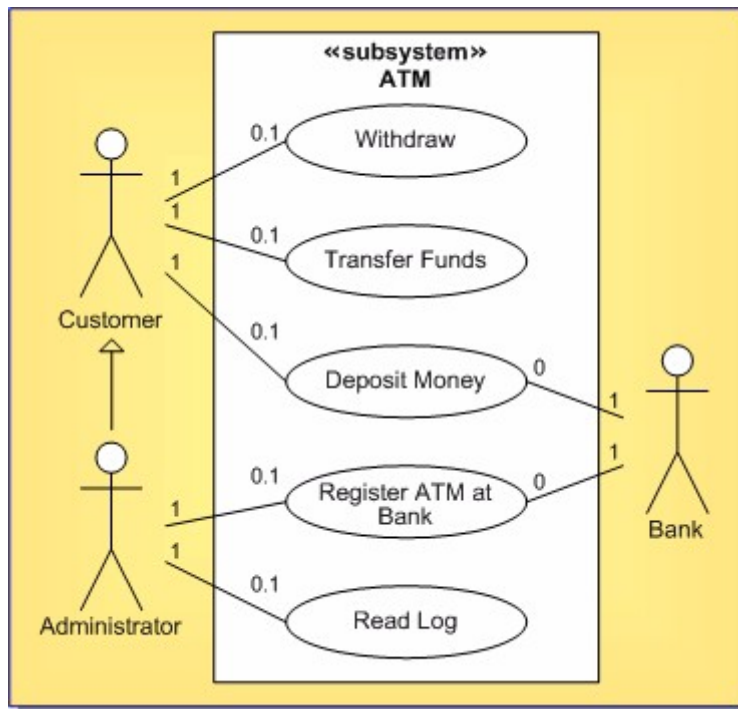 «subsystem»
ATM
0.1
Withdraw
1
1
0.1
Transfer Funds
1
Customer
0.1
Deposit Money
0
1
0.1
Register ATM at
Bank
0
1
1
Bank
1
0.1
Read Log
Administrator